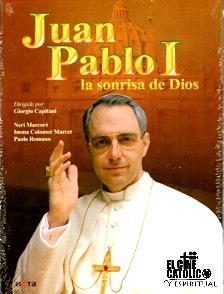 Juan
Pablo I
la sonrisa de Dios
Dirigida por:
Giorgio Capitani
Neri Marcoré
Imma Colomer Marcet
Paolo Romano
EL CINE
CATÓLICO
Y ESPIRITUAL